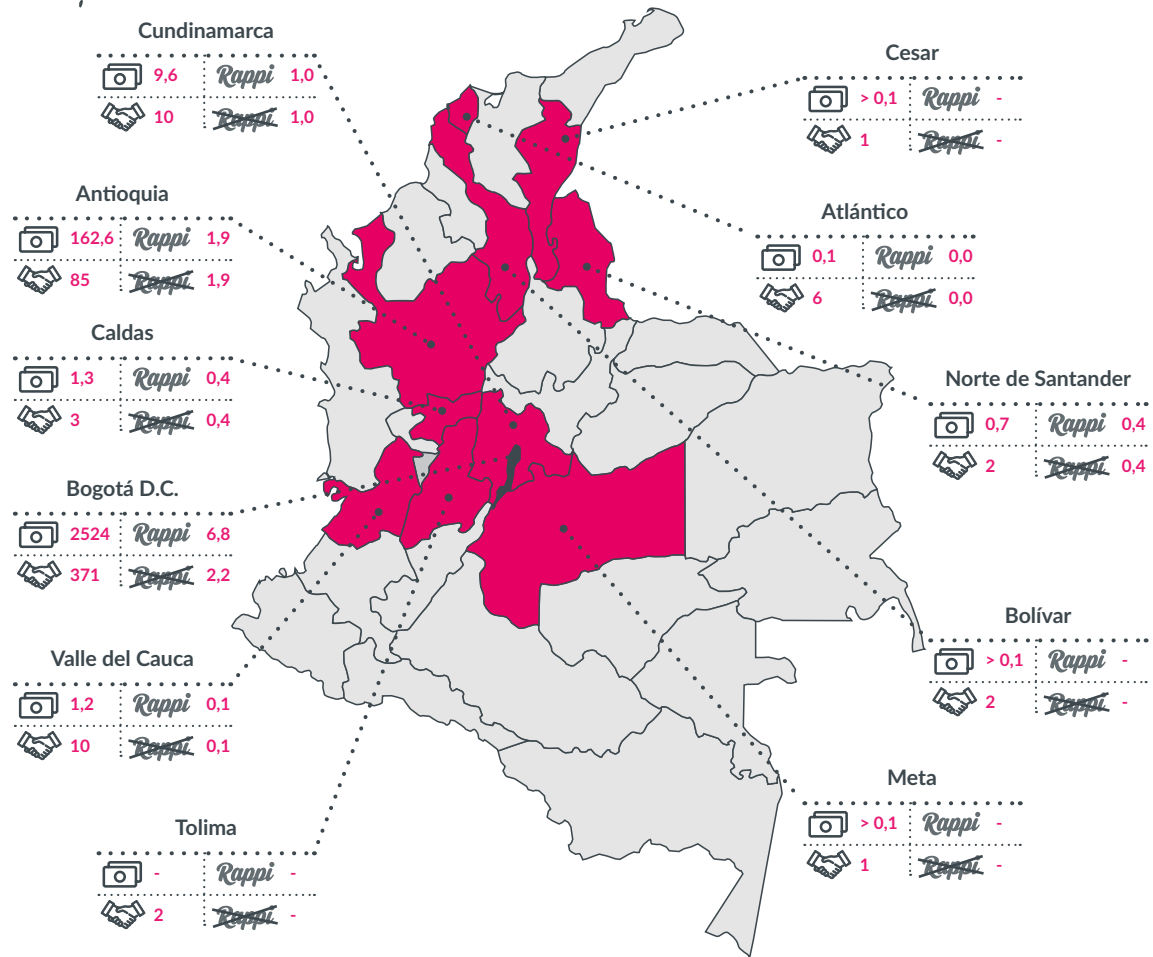 Cundinamarca
9,6 Rappi 1,0
10 Rappi 1,0
Cesar
> 0,1 Rappi -
1 Rappi -
Antioquia
162,6 Rappi 1,9
85 Rappi 1,9
Atlántico
0,1 Rappi 0,0
6 Rappi 0,0
Caldas
1,3 Rappi 0,4
3 Rappi 0,4
Norte de Santander
0,7 Rappi 0,4
2 Rappi 0,4
Bogotá D.C.
2524 Rappi 6,8
371 Rappi 2,2
Bolívar
> 0,1 Rappi -
2 Rappi -
Valle del Cauca
1,2 Rappi 0,1
10 Rappi 0,1
Meta
> 0,1 Rappi -
1 Rappi -
Tolima
- Rappi -
2 Rappi -